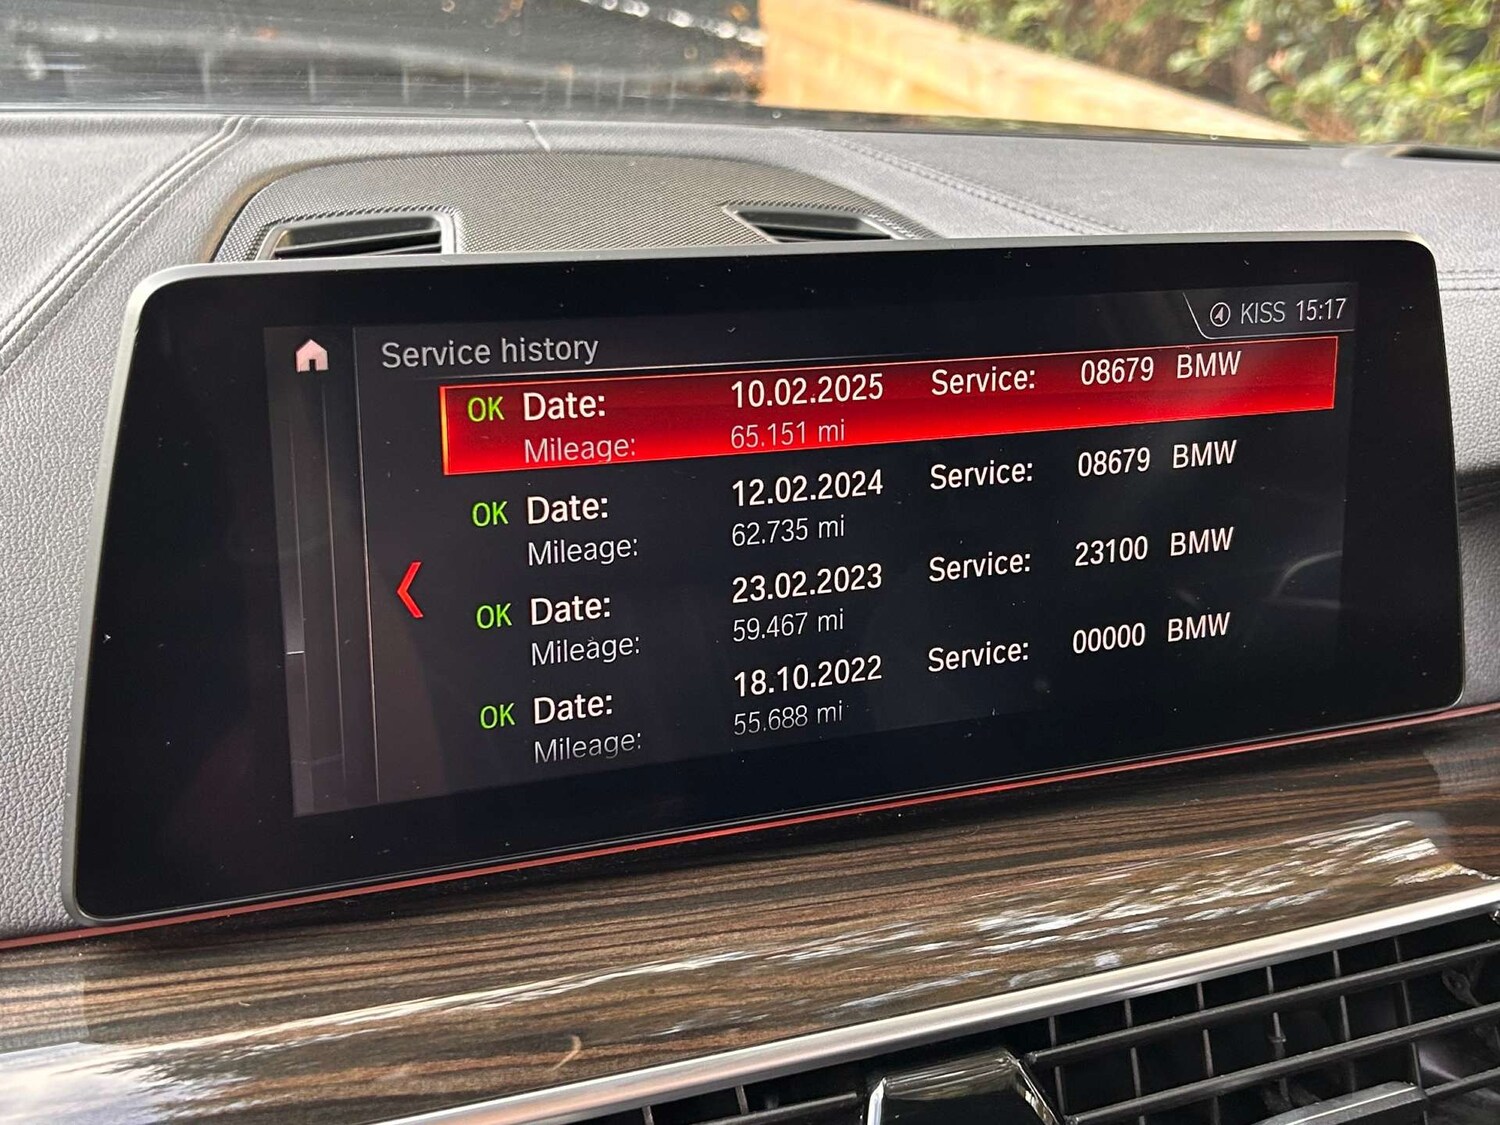 KISS 15:17
Service history
OK Date: 10.02.2025 Service: 08679 BMW
Mileage: 65.151 mi
OK Date: 12.02.2024 Service: 08679 BMW
Mileage: 62.735 mi
OK Date: 23.02.2023 Service: 23100 BMW
Mileage: 59.467 mi
OK Date: 18.10.2022 Service: 00000 BMW
Mileage: 55.688 mi